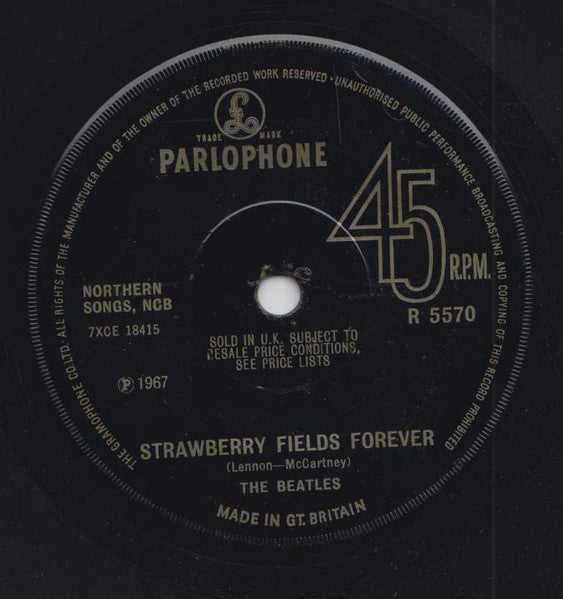 THE GRAMOPHONE CO. LTD. ALL RIGHTS OF THE MANUFACTURER AND OF THE OWNER OF THE RECORDED WORK RESERVED · UNAUTHORISED PUBLIC PERFORMANCE BROADCASTING AND COPYING OF THIS RECORD PROHIBITED
£
TRADE MARK
PARLOPHONE
45 R.P.M.
R 5570
NORTHERN
SONGS, NCB
7XCE 18415
SOLD IN U.K. SUBJECT TO
RESALE PRICE CONDITIONS,
SEE PRICE LISTS
℗ 1967
STRAWBERRY FIELDS FOREVER
(Lennon—McCartney)
THE BEATLES
MADE IN GT. BRITAIN